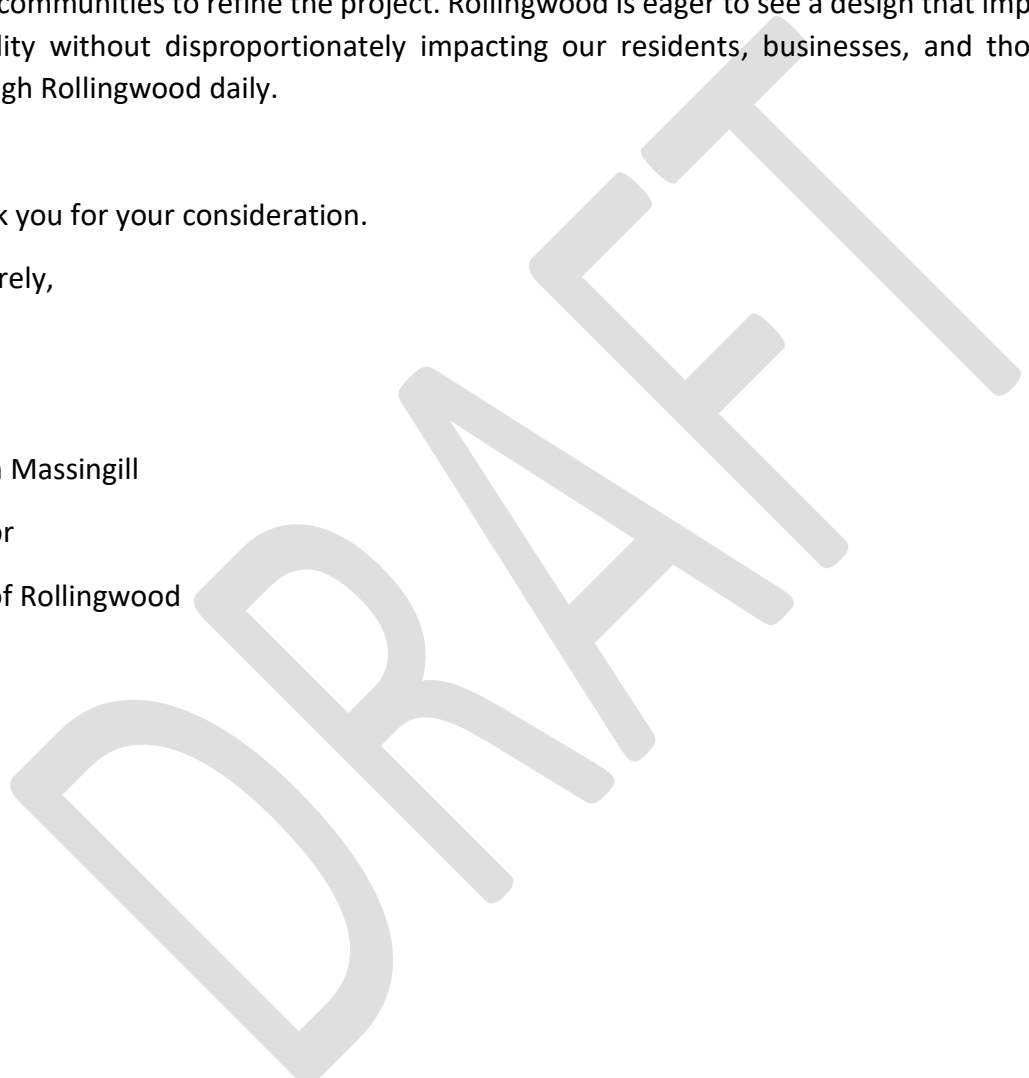 communities to refine the project. Rollingwood is eager to see a design that imp
lity without disproportionately impacting our residents, businesses, and tho
gh Rollingwood daily.
k you for your consideration.
rely,
Massingill
or
of Rollingwood
DRAFT